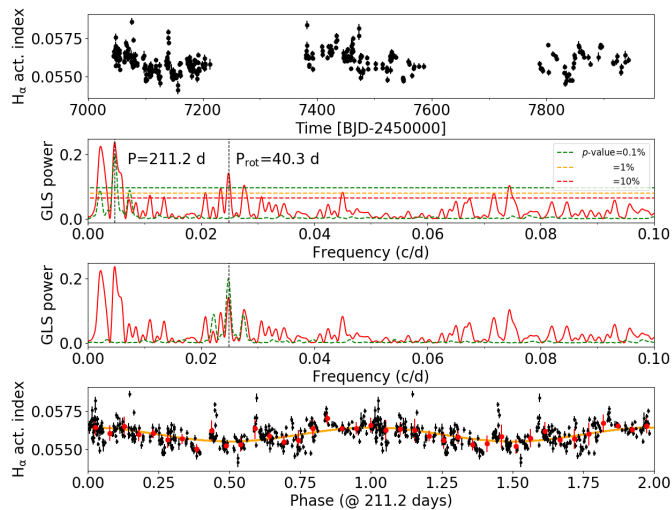 0.0575
0.0550
Hα act. index
7000 7200 7400 7600 7800
Time [BJD-2450000]
0.2
0.0
GLS power
P=211.2 d
Prot=40.3 d
p-value=0.1%
=1%
=10%
0.00 0.02 0.04 0.06 0.08 0.10
Frequency (c/d)
0.2
0.0
GLS power
0.00 0.02 0.04 0.06 0.08 0.10
Frequency (c/d)
0.0575
0.0550
Hα act. index
0.00 0.25 0.50 0.75 1.00 1.25 1.50 1.75 2.00
Phase (@ 211.2 days)